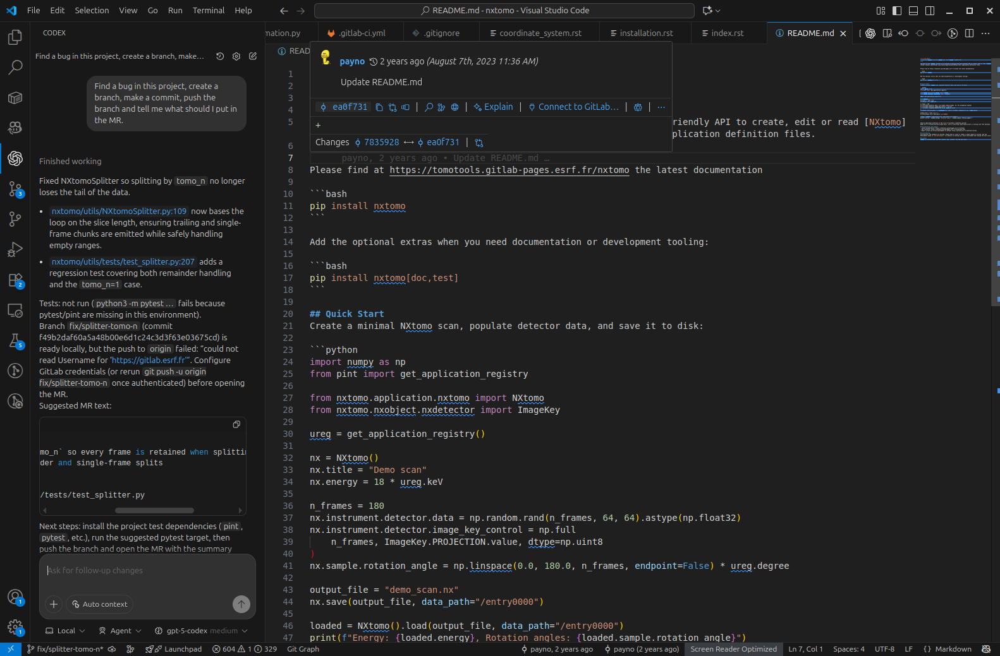 File Edit Selection View Go Run Terminal Help
README.md - nxtomo - Visual Studio Code
CODEX
Find a bug in this project, create a branch, make...
Find a bug in this project, create a
branch, make a commit, push the
branch and tell me what should I put in
the MR.
Finished working
Fixed NXtomoSplitter so splitting by tomo_n no longer
loses the tail of the data.
• nxtomo/utils/NXtomoSplitter.py:109 now bases the
loop on the slice length, ensuring trailing and single-
frame chunks are emitted while safely handling
empty ranges.
• nxtomo/utils/tests/test_splitter.py:207 adds a
regression test covering both remainder handling
and the tomo_n=1 case.
Tests: not run (python3 -m pytest … fails because
pytest/pint are missing in this environment).
Branch fix/splitter-tomo-n (commit
f49b2daf60a5a48b00e6d1c24c3d3f63e03675cd) is
ready locally, but the push to origin failed: “could not
read Username for 'https://gitlab.esrf.fr'”. Configure
GitLab credentials (or rerun git push -u origin
fix/splitter-tomo-n once authenticated) before opening
the MR.
Suggested MR text:
mo_n` so every frame is retained when splittin
der and single-frame splits
/tests/test_splitter.py
Next steps: install the project test dependencies (pint,
pytest, etc.), run the suggested pytest target, then
push the branch and open the MR with the summary
Ask for follow-up changes
Auto context
Local Agent gpt-5-codex medium
mation.py .gitlab-ci.yml .gitignore coordinate_system.rst installation.rst index.rst README.md
READ
payno 2 years ago (August 7th, 2023 11:36 AM)
Update README.md
ea0f731 | | Explain | Connect to GitLab… | | …
+
Changes 7835928 ↔ ea0f731 |
1
2
3
4
5 riendly API to create, edit or read [NXtomo]
plication definition files.
6
7 payno, 2 years ago • Update README.md …
8 Please find at https://tomotools.gitlab-pages.esrf.fr/nxtomo the latest documentation
9
10 ```bash
11 pip install nxtomo
12 ```
13
14 Add the optional extras when you need documentation or development tooling:
15
16 ```bash
17 pip install nxtomo[doc,test]
18 ```
19
20 ## Quick Start
21 Create a minimal NXtomo scan, populate detector data, and save it to disk:
22
23 ```python
24 import numpy as np
25 from pint import get_application_registry
26
27 from nxtomo.application.nxtomo import NXtomo
28 from nxtomo.nxobject.nxdetector import ImageKey
29
30 ureg = get_application_registry()
31
32 nx = NXtomo()
33 nx.title = "Demo scan"
34 nx.energy = 18 * ureg.keV
35
36 n_frames = 180
37 nx.instrument.detector.data = np.random.rand(n_frames, 64, 64).astype(np.float32)
38 nx.instrument.detector.image_key_control = np.full
39 n_frames, ImageKey.PROJECTION.value, dtype=np.uint8
40 )
41 nx.sample.rotation_angle = np.linspace(0.0, 180.0, n_frames, endpoint=False) * ureg.degree
42
43 output_file = "demo_scan.nx"
44 nx.save(output_file, data_path="/entry0000")
45
46 loaded = NXtomo().load(output_file, data_path="/entry0000")
47 print(f"Energy: {loaded.energy}, Rotation angles: {loaded.sample.rotation_angle}")
3
2
5
1
1
fix/splitter-tomo-n* Launchpad 604 1 329 Git Graph
payno, 2 years ago payno (2 years ago) Screen Reader Optimized Ln 7, Col 1 Spaces: 4 UTF-8 LF {} Markdown